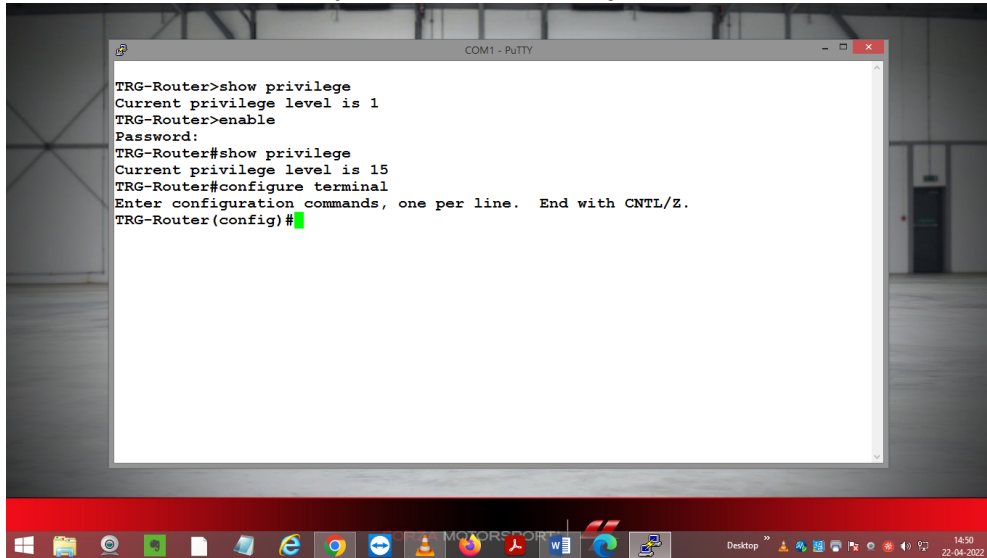 COM1 - PuTTY
TRG-Router>show privilege
Current privilege level is 1
TRG-Router>enable
Password:
TRG-Router#show privilege
Current privilege level is 15
TRG-Router#configure terminal
Enter configuration commands, one per line.  End with CNTL/Z.
TRG-Router(config)#
MOTORSPORT
Desktop
14:50
22-04-2022